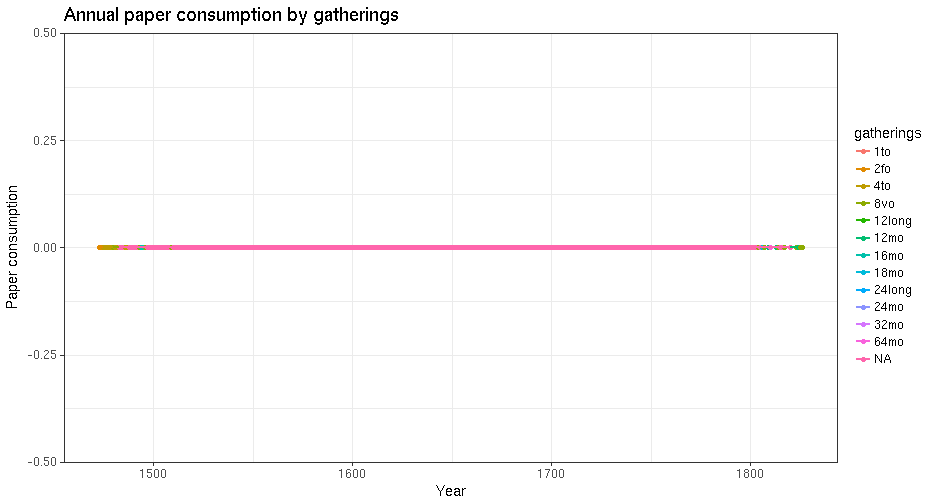 Annual paper consumption by gatherings
0.50
0.25
0.00
-0.25
-0.50
Paper consumption
1500
1600
1700
1800
Year
gatherings
1to
2fo
4to
8vo
12long
12mo
16mo
18mo
24long
24mo
32mo
64mo
NA